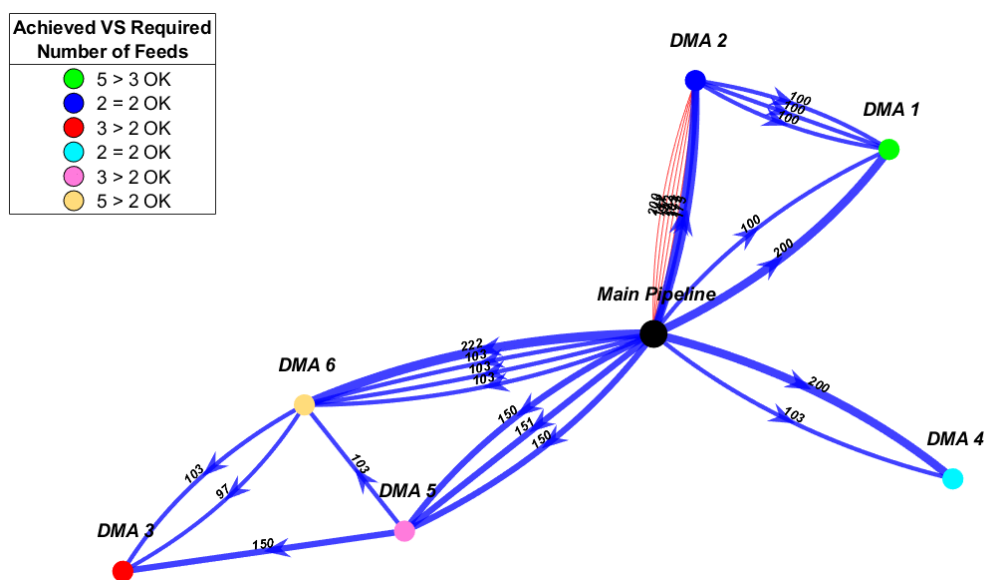 Achieved VS Required
Number of Feeds
5 > 3 OK
2 = 2 OK
3 > 2 OK
2 = 2 OK
3 > 2 OK
5 > 2 OK
DMA 2
DMA 1
100
100
100
100
200
Main Pipeline
222
103
103
103
DMA 6
200
103
DMA 4
150
151
150
103
97
103
DMA 5
DMA 3
150